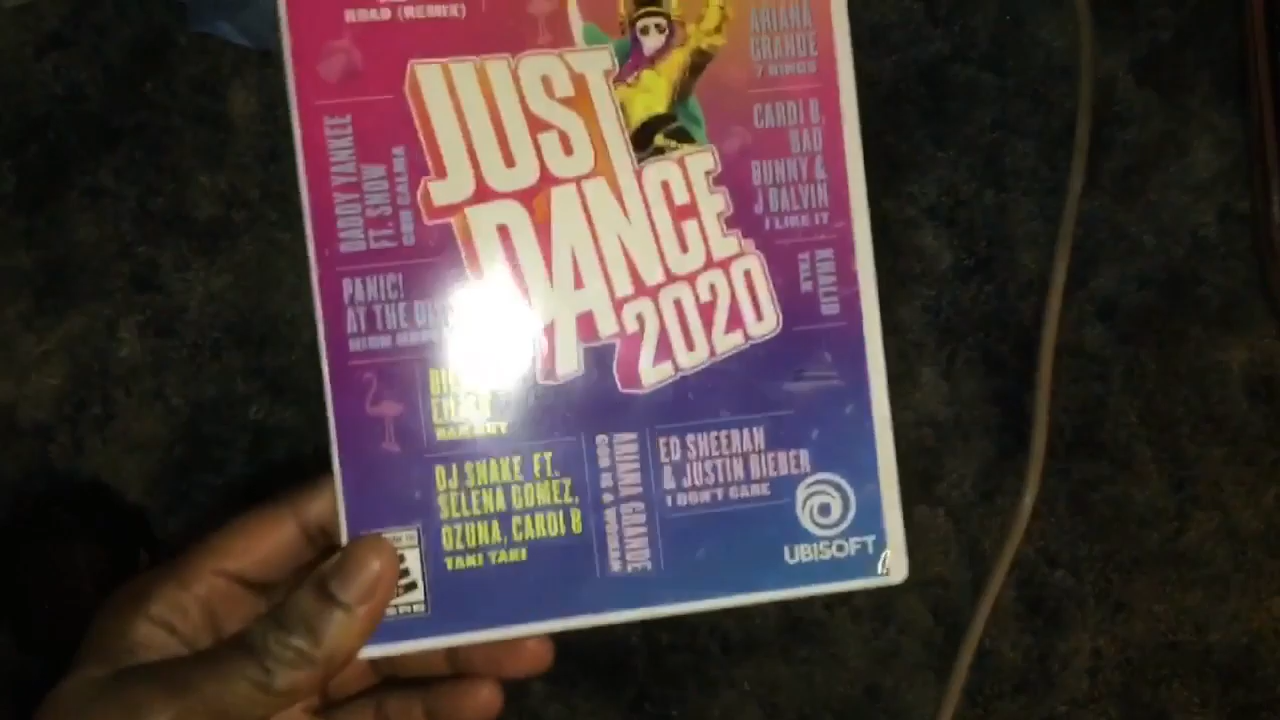 ROAD (REMIX)
ARIANA
GRANDE
7 RINGS
JUST
DANCE
2020
DADDY YANKEE
FT. SNOW
CON CALMA
CARDI B,
BAD
BUNNY &
J BALVIN
I LIKE IT
KHALID
TALK
PANIC!
AT THE
HIGH
DJ SNAKE FT.
SELENA GOMEZ,
OZUNA, CARDI B
TAKI TAKI
ARIANA GRANDE
GOD IS A WOMAN
ED SHEERAN
& JUSTIN BIEBER
I DON'T CARE
UBISOFT